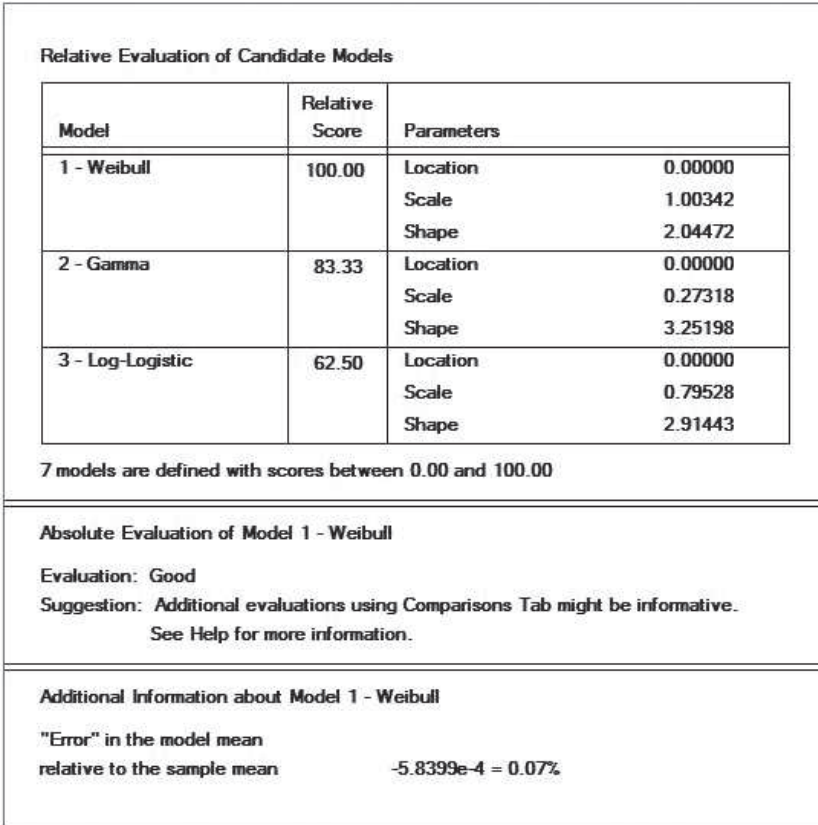 Relative Evaluation of Candidate Models
Model Relative Score Parameters
1 - Weibull 100.00 Location 0.00000
Scale 1.00342
Shape 2.04472
2 - Gamma 83.33 Location 0.00000
Scale 0.27318
Shape 3.25198
3 - Log-Logistic 62.50 Location 0.00000
Scale 0.79528
Shape 2.91443
7 models are defined with scores between 0.00 and 100.00
Absolute Evaluation of Model 1 - Weibull
Evaluation: Good
Suggestion: Additional evaluations using Comparisons Tab might be informative.
See Help for more information.
Additional Information about Model 1 - Weibull
"Error" in the model mean
relative to the sample mean -5.8399e-4 = 0.07%